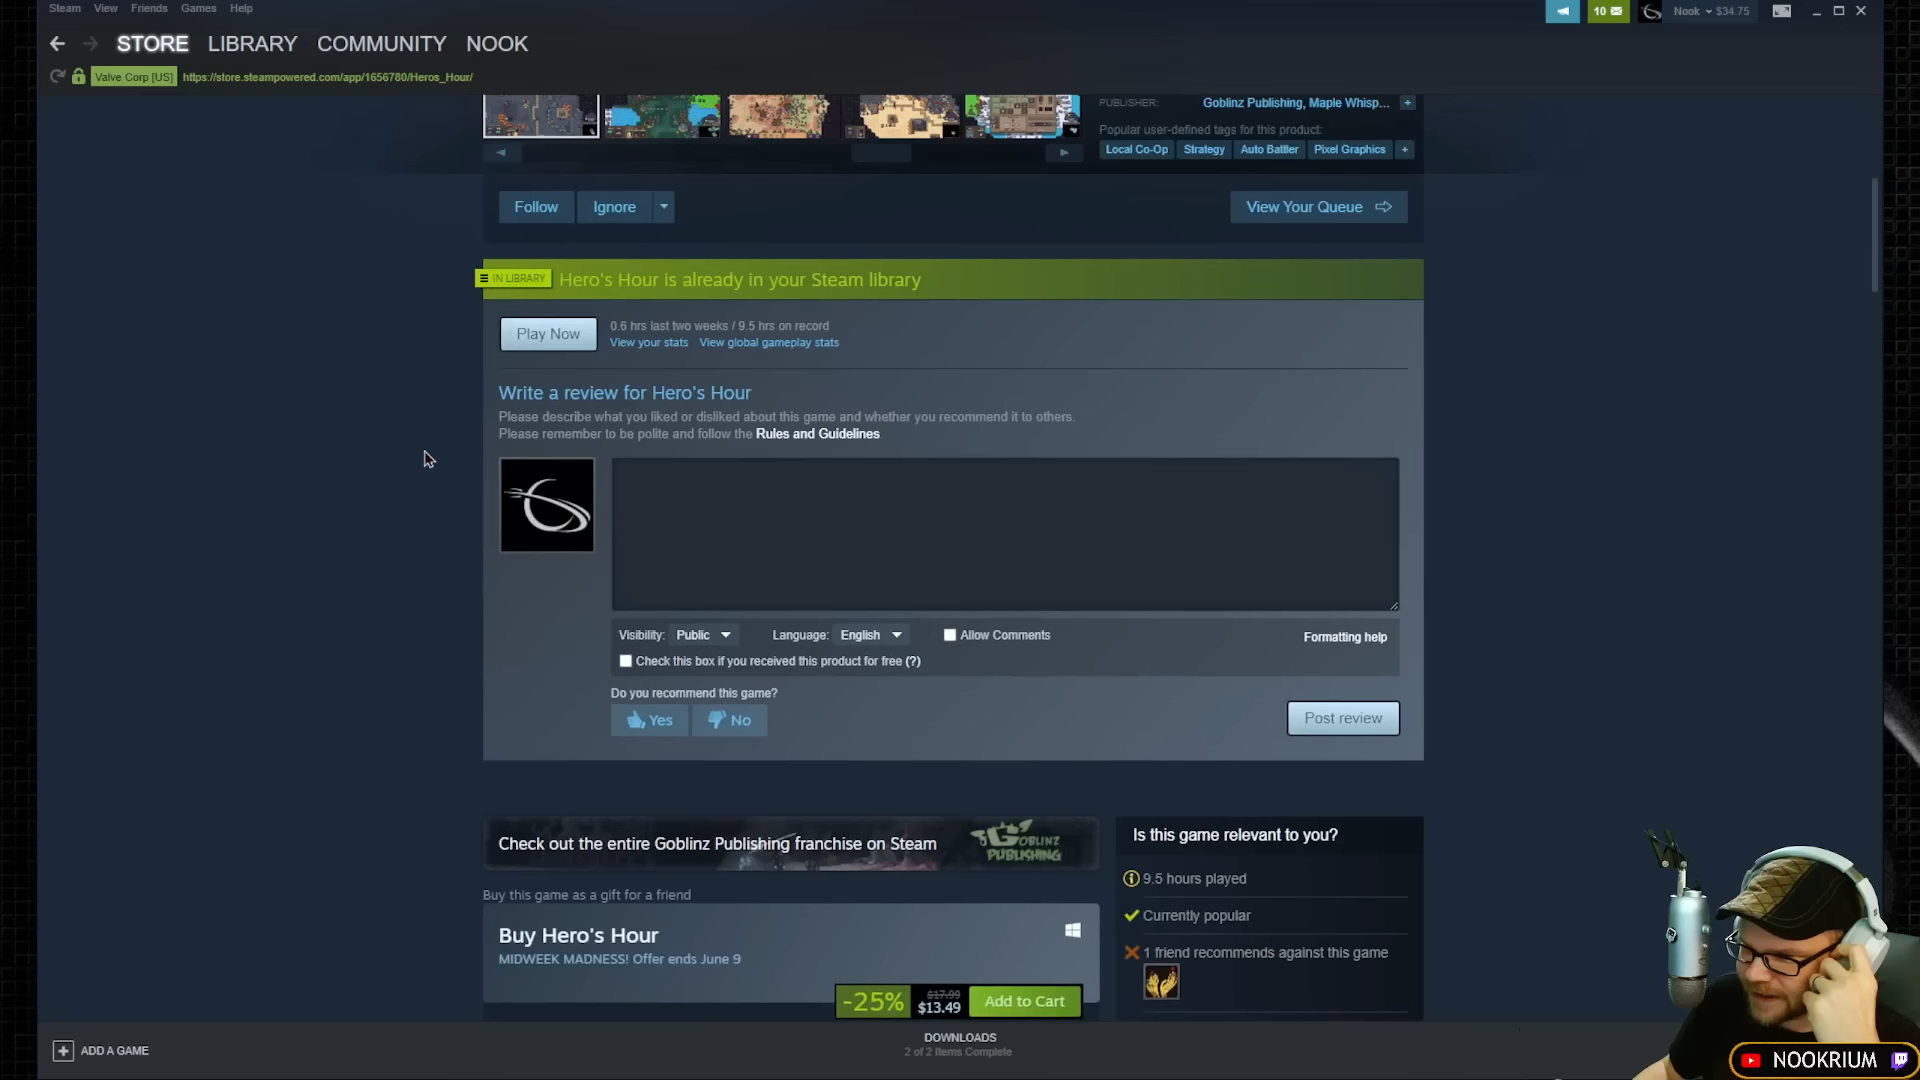 Steam View Friends Games Help
10 Nook $34.75
STORE LIBRARY COMMUNITY NOOK
Valve Corp [US] https://store.steampowered.com/app/1656780/Heros_Hour/
PUBLISHER: Goblinz Publishing, Maple Whisp... +
Popular user-defined tags for this product:
Local Co-Op Strategy Auto Battler Pixel Graphics +
Follow Ignore View Your Queue
IN LIBRARY Hero's Hour is already in your Steam library
Play Now
0.6 hrs last two weeks / 9.5 hrs on record
View your stats View global gameplay stats
Write a review for Hero's Hour
Please describe what you liked or disliked about this game and whether you recommend it to others.
Please remember to be polite and follow the Rules and Guidelines.
Visibility: Public Language: English Allow Comments Formatting help
Check this box if you received this product for free (?)
Do you recommend this game?
Yes No
Post review
Check out the entire Goblinz Publishing franchise on Steam
GOBLINZ
PUBLISHING
Is this game relevant to you?
9.5 hours played
Currently popular
1 friend recommends against this game
Buy this game as a gift for a friend
Buy Hero's Hour
MIDWEEK MADNESS! Offer ends June 9
-25% $17.99 $13.49 Add to Cart
+ ADD A GAME
DOWNLOADS
2 of 2 Items Complete
NOOKRIUM